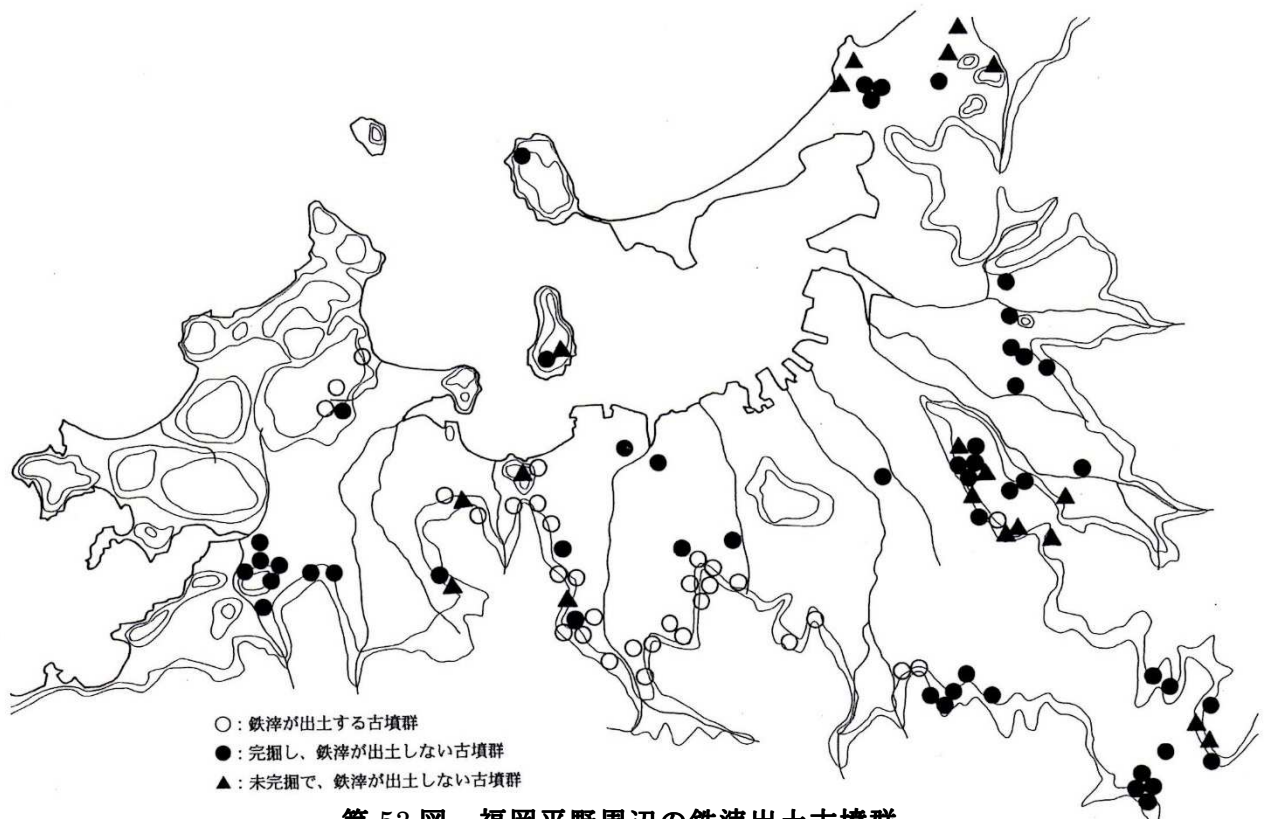 ○：鉄滓が出土する古墳群
●：完掘し、鉄滓が出土しない古墳群
▲：未完掘で、鉄滓が出土しない古墳群
第 53 図　福岡平野周辺の鉄滓出土古墳群